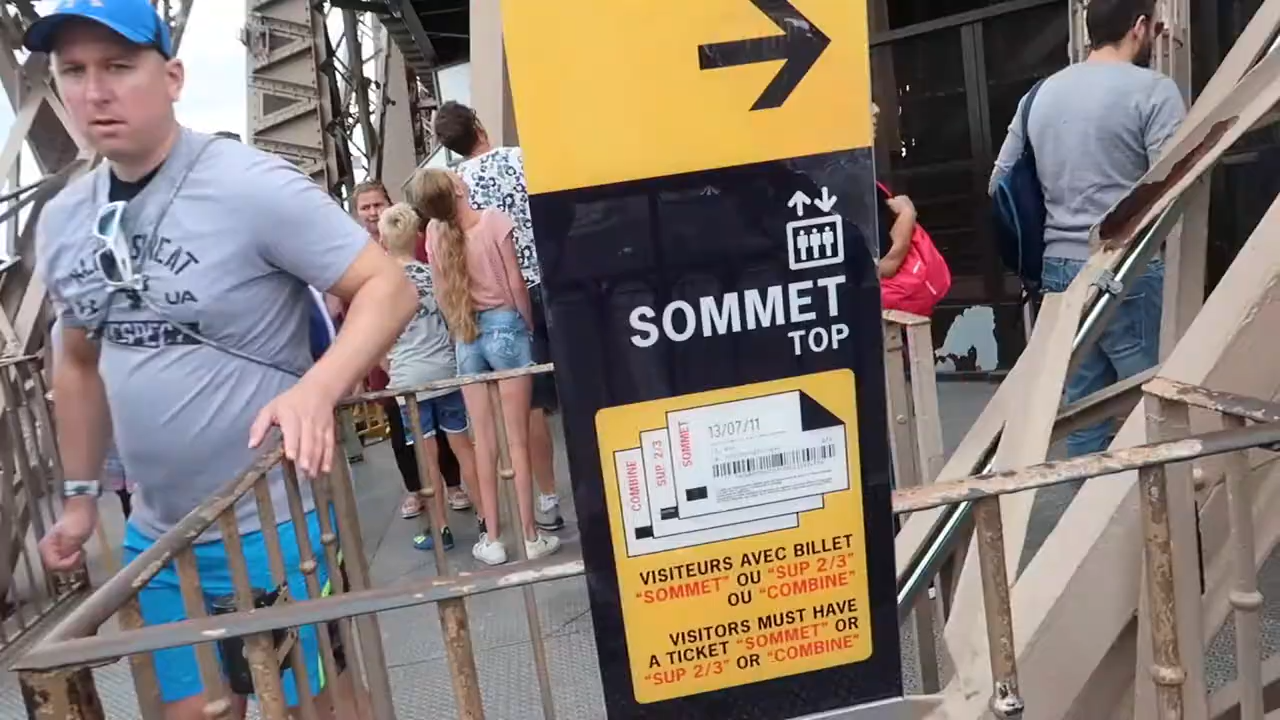 SOMMET
TOP
COMBINE
SUP 2/3
SOMMET
13/07/11
VISITEURS AVEC BILLET
"SOMMET" OU "SUP 2/3"
OU "COMBINE"
VISITORS MUST HAVE
A TICKET "SOMMET" OR
"SUP 2/3" OR "COMBINE"
UA